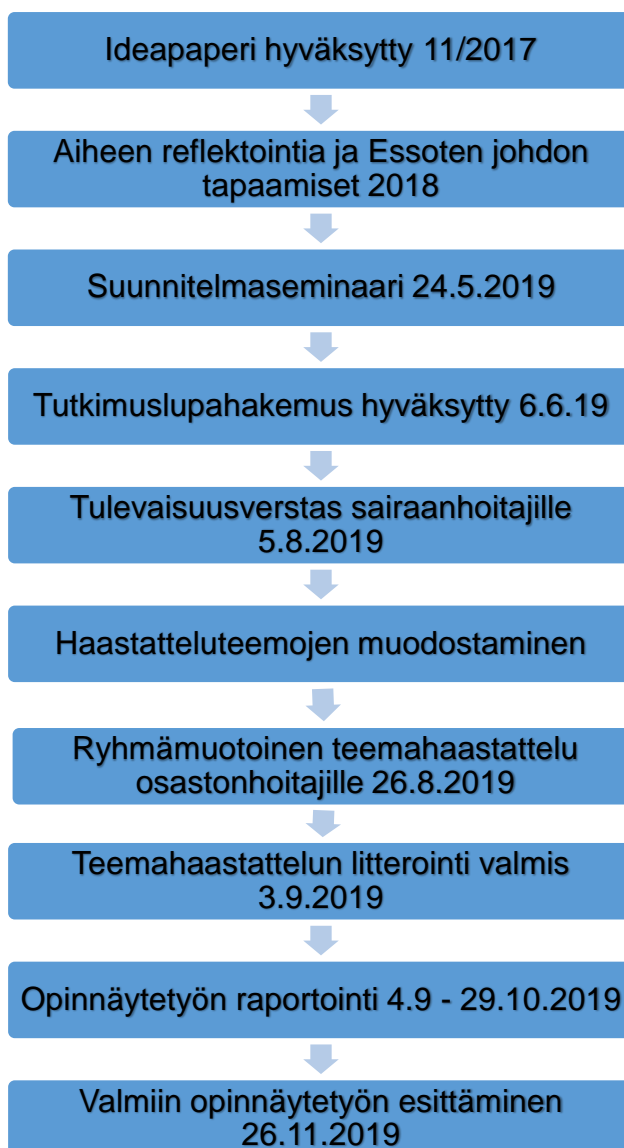 Ideapaperi hyväksytty 11/2017
Aiheen reflektointia ja Essoten johdon
tapaamiset 2018
Suunnitelmaseminaari 24.5.2019
Tutkimuslupahakemus hyväksytty 6.6.19
Tulevaisuusverstas sairaanhoitajille
5.8.2019
Haastatteluteemojen muodostaminen
Ryhmämuotoinen teemahaastattelu
osastonhoitajille 26.8.2019
Teemahaastattelun litterointi valmis
3.9.2019
Opinnäytetyön raportointi 4.9 - 29.10.2019
Valmiin opinnäytetyön esittäminen
26.11.2019